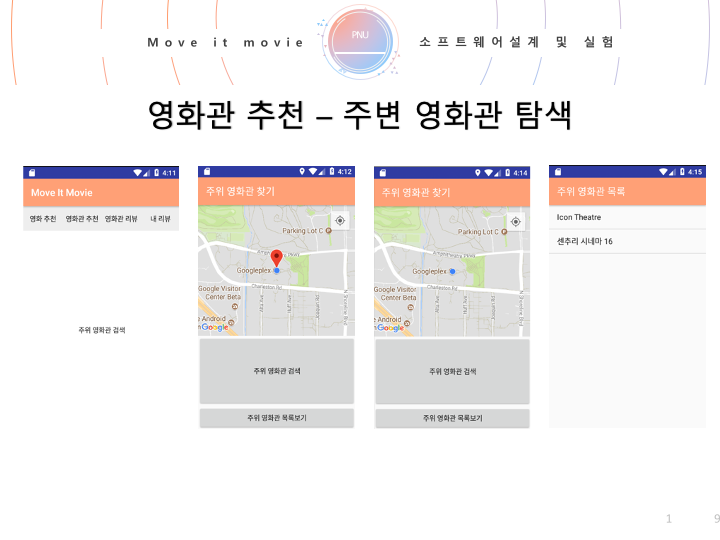 Move it movie
PNU
소프트웨어설계 및 실험
영화관 추천 – 주변 영화관 탐색
4:11
Move It Movie
영화 추천 영화관 추천 영화관 리뷰 내 리뷰
주위 영화관 검색
4:12
주위 영화관 찾기
Parking Lot C P
Amphitheatre Pkwy
Googleplex
Charleston Rd
Google Visitor
Center Beta
e Android
n Google
주위 영화관 검색
주위 영화관 목록보기
4:14
주위 영화관 찾기
Parking Lot C P
Amphitheatre Pkwy
Googleplex
Charleston Rd
Google Visitor
Center Beta
e Android
n Google
주위 영화관 검색
주위 영화관 목록보기
4:15
주위 영화관 목록
Icon Theatre
센추리 시네마 16
1 9